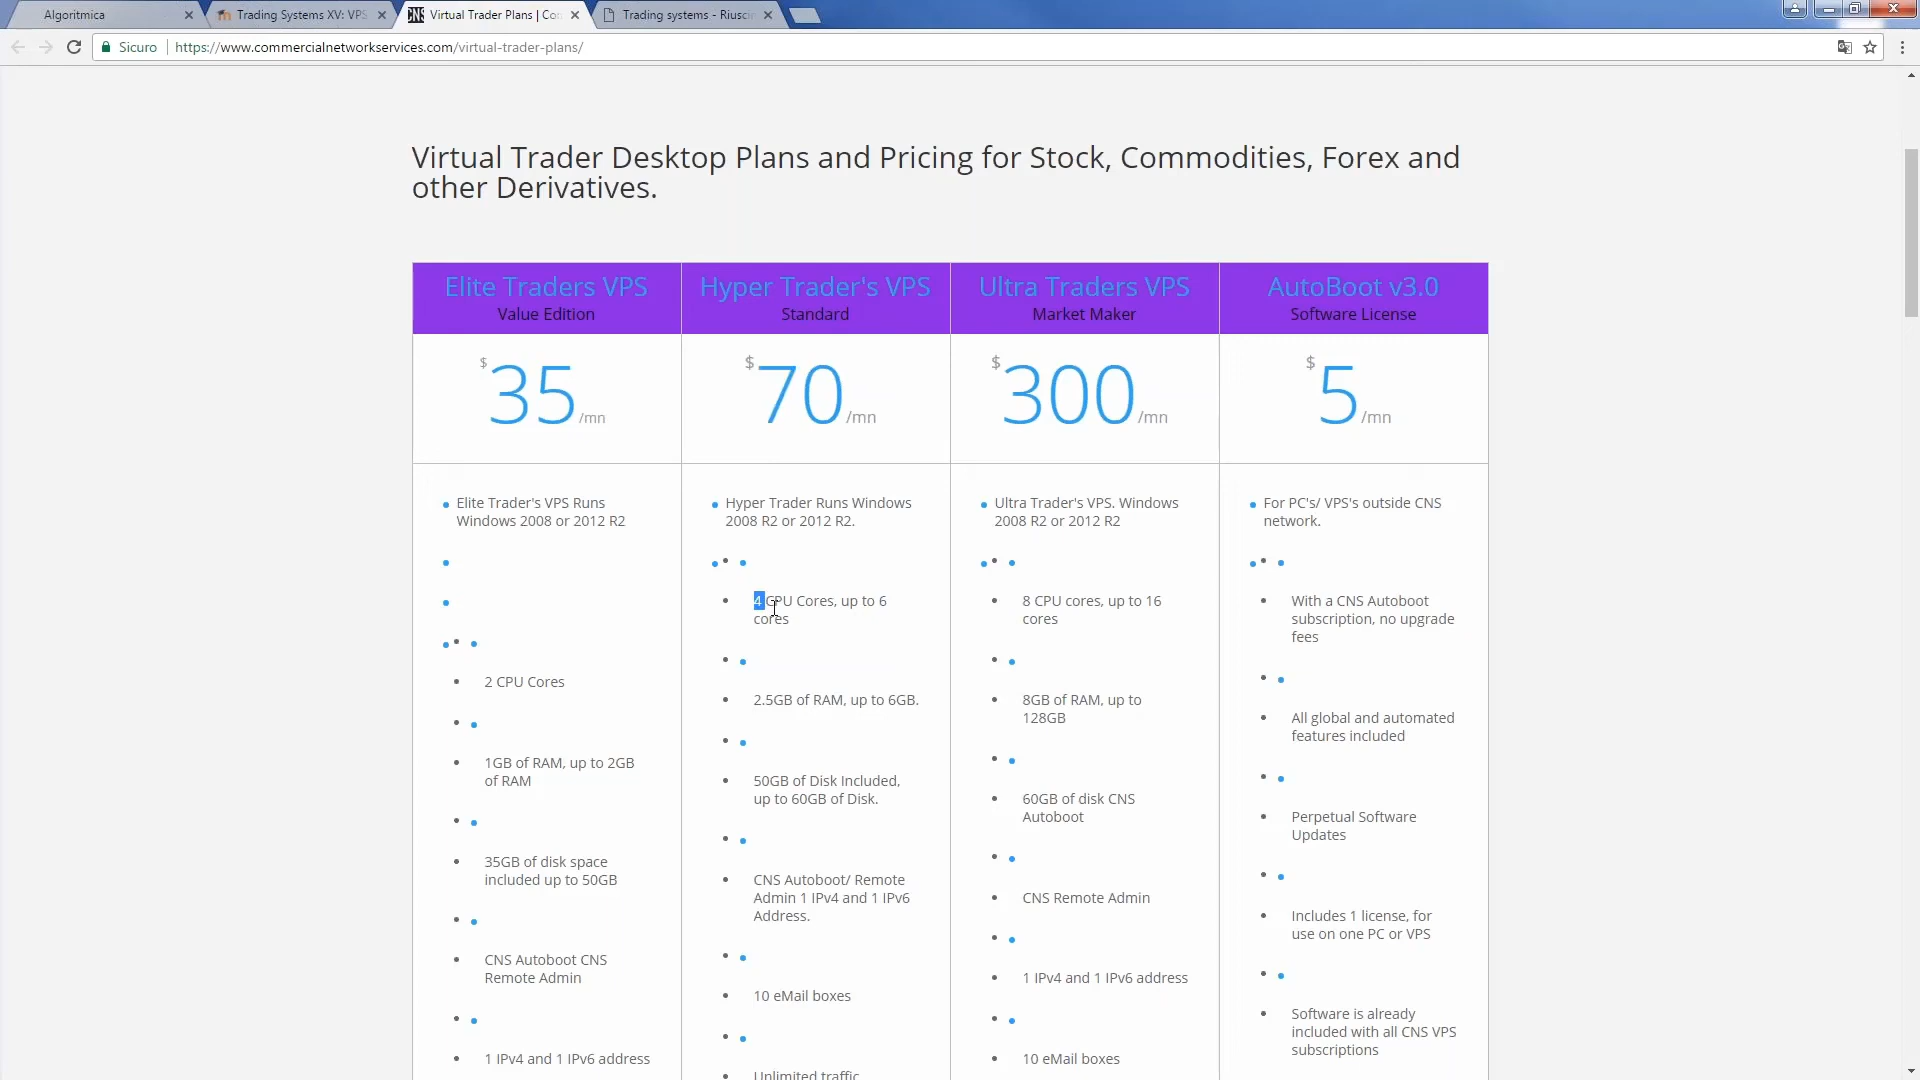 Algoritmica
Trading Systems XV: VPS
CNS
Virtual Trader Plans | Co
Trading systems - Riusci
Sicuro
https://www.commercialnetworkservices.com/virtual-trader-plans/
Virtual Trader Desktop Plans and Pricing for Stock, Commodities, Forex and
other Derivatives.
Elite Traders VPS
Value Edition
$35/mn
Elite Trader's VPS Runs
Windows 2008 or 2012 R2
2 CPU Cores
1GB of RAM, up to 2GB
of RAM
35GB of disk space
included up to 50GB
CNS Autoboot CNS
Remote Admin
1 IPv4 and 1 IPv6 address
Hyper Trader's VPS
Standard
$70/mn
Hyper Trader Runs Windows
2008 R2 or 2012 R2.
4 CPU Cores, up to 6
cores
2.5GB of RAM, up to 6GB.
50GB of Disk Included,
up to 60GB of Disk.
CNS Autoboot/ Remote
Admin 1 IPv4 and 1 IPv6
Address.
10 eMail boxes
Unlimited traffic
Ultra Traders VPS
Market Maker
$300/mn
Ultra Trader's VPS. Windows
2008 R2 or 2012 R2
8 CPU cores, up to 16
cores
8GB of RAM, up to
128GB
60GB of disk CNS
Autoboot
CNS Remote Admin
1 IPv4 and 1 IPv6 address
10 eMail boxes
AutoBoot v3.0
Software License
$5/mn
For PC's/ VPS's outside CNS
network.
With a CNS Autoboot
subscription, no upgrade
fees
All global and automated
features included
Perpetual Software
Updates
Includes 1 license, for
use on one PC or VPS
Software is already
included with all CNS VPS
subscriptions